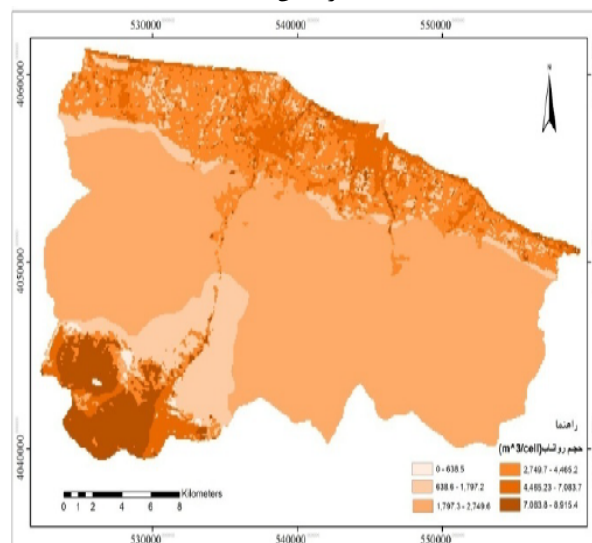 530000 540000 550000
4060000
N
4050000
4040000
راهنما
حجم رواناب(m^3/cell)
0 - 638.5 2,749.7 - 4,465.2
638.6 - 1,797.2 4,465.23 - 7,083.7
1,797.3 - 2,749.6 7,083.8 - 8,915.4
Kilometers
0 1 2 4 6 8
530000 540000 550000